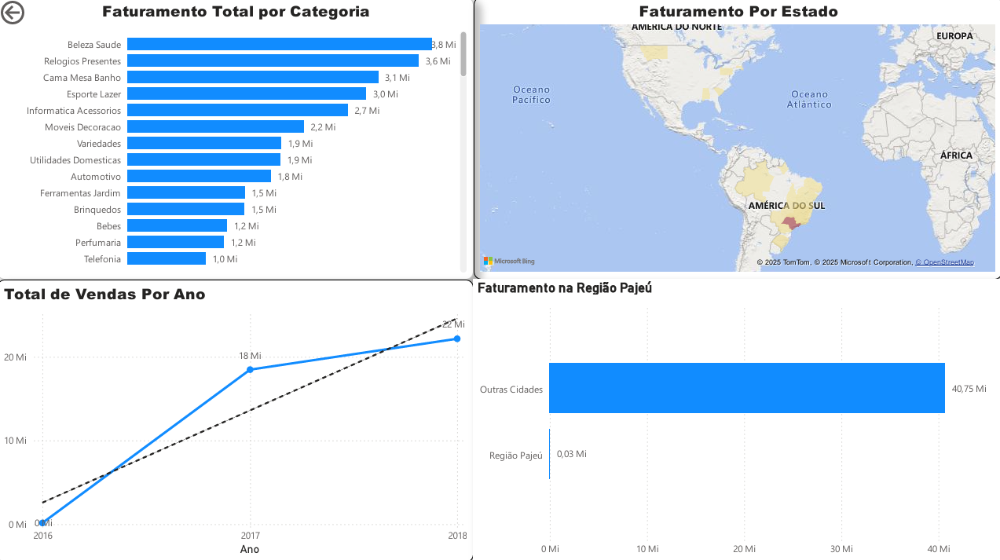 Faturamento Total por Categoria
Beleza Saude 3,8 Mi
Relogios Presentes 3,6 Mi
Cama Mesa Banho 3,1 Mi
Esporte Lazer 3,0 Mi
Informatica Acessorios 2,7 Mi
Moveis Decoracao 2,2 Mi
Variedades 1,9 Mi
Utilidades Domesticas 1,9 Mi
Automotivo 1,8 Mi
Ferramentas Jardim 1,5 Mi
Brinquedos 1,5 Mi
Bebes 1,2 Mi
Perfumaria 1,2 Mi
Telefonia 1,0 Mi
Faturamento Por Estado
AMÉRICA DO NORTE
EUROPA
Oceano
Pacífico
Oceano
Atlântico
ÁFRICA
AMÉRICA DO SUL
Microsoft Bing
© 2025 TomTom, © 2025 Microsoft Corporation, © OpenStreetMap
Total de Vendas Por Ano
22 Mi
18 Mi
20 Mi
10 Mi
0 Mi
0 Mi
2016 2017 2018
Ano
Faturamento na Região Pajeú
Outras Cidades 40,75 Mi
Região Pajeú 0,03 Mi
0 Mi 10 Mi 20 Mi 30 Mi 40 Mi